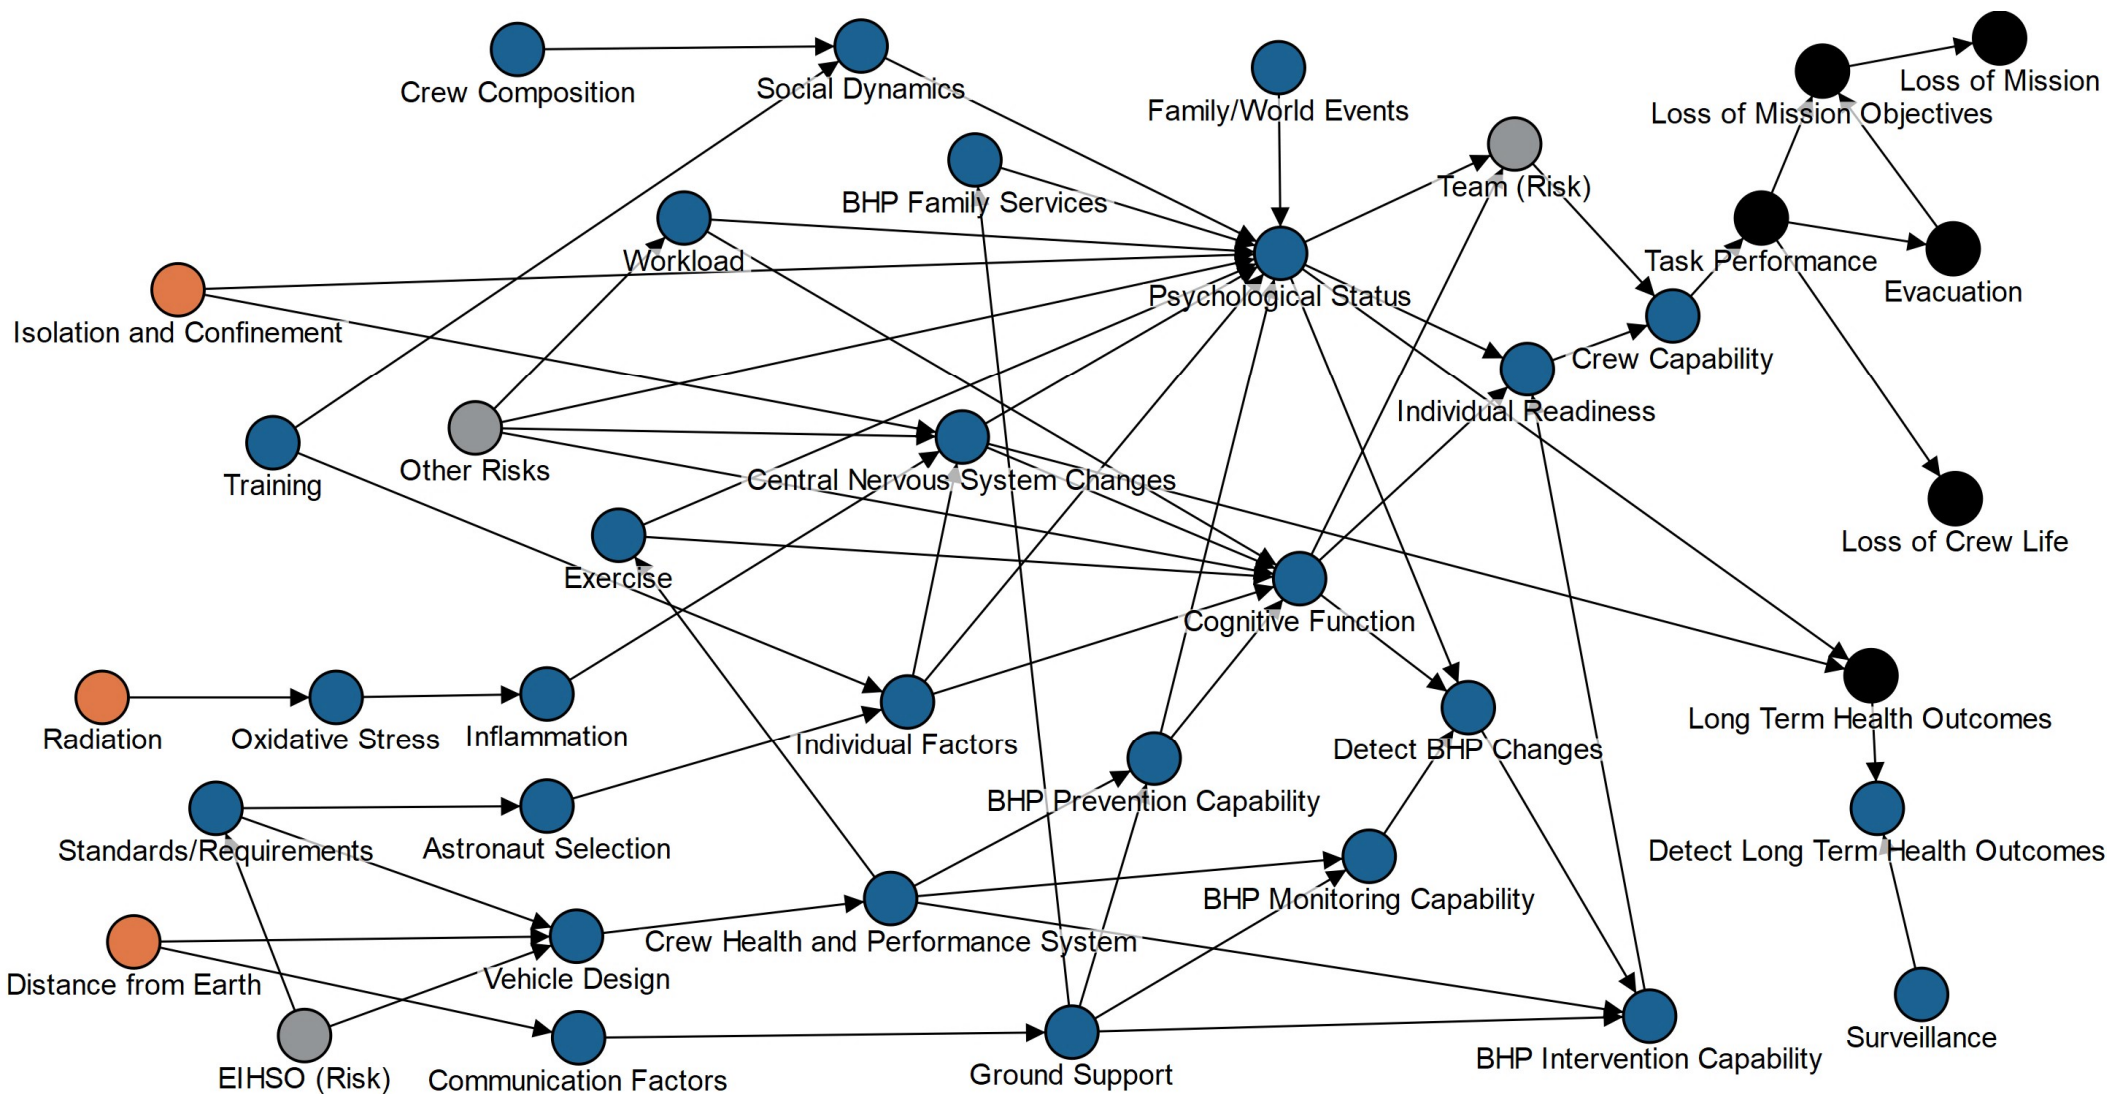 Loss of Mission
Crew Composition
Social Dynamics
Family/World Events
Loss of Mission Objectives
BHP Family Services
Team (Risk)
Workload
Task Performance
Evacuation
Psychological Status
Isolation and Confinement
Crew Capability
Individual Readiness
Training
Other Risks
Central Nervous System Changes
Loss of Crew Life
Exercise
Cognitive Function
Long Term Health Outcomes
Radiation
Oxidative Stress
Inflammation
Individual Factors
Detect BHP Changes
BHP Prevention Capability
Standards/Requirements
Astronaut Selection
Detect Long Term Health Outcomes
BHP Monitoring Capability
Crew Health and Performance System
Distance from Earth
Vehicle Design
Surveillance
EIHSO (Risk)
Communication Factors
Ground Support
BHP Intervention Capability